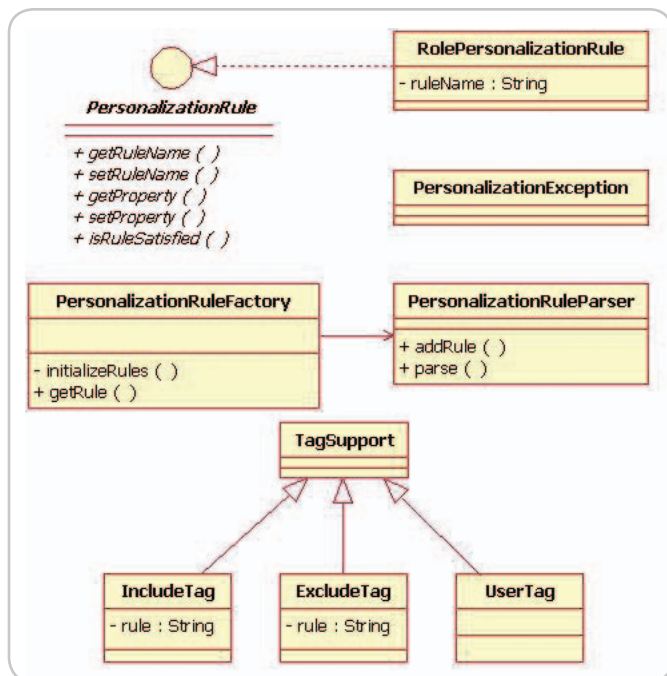 RolePersonalizationRule
- ruleName : String
PersonalizationRule
+ getRuleName ( )
+ setRuleName ( )
+ getProperty ( )
+ setProperty ( )
+ isRuleSatisfied ( )
PersonalizationException
PersonalizationRuleFactory
- initializeRules ( )
+ getRule ( )
PersonalizationRuleParser
+ addRule ( )
+ parse ( )
TagSupport
IncludeTag
- rule : String
ExcludeTag
- rule : String
UserTag